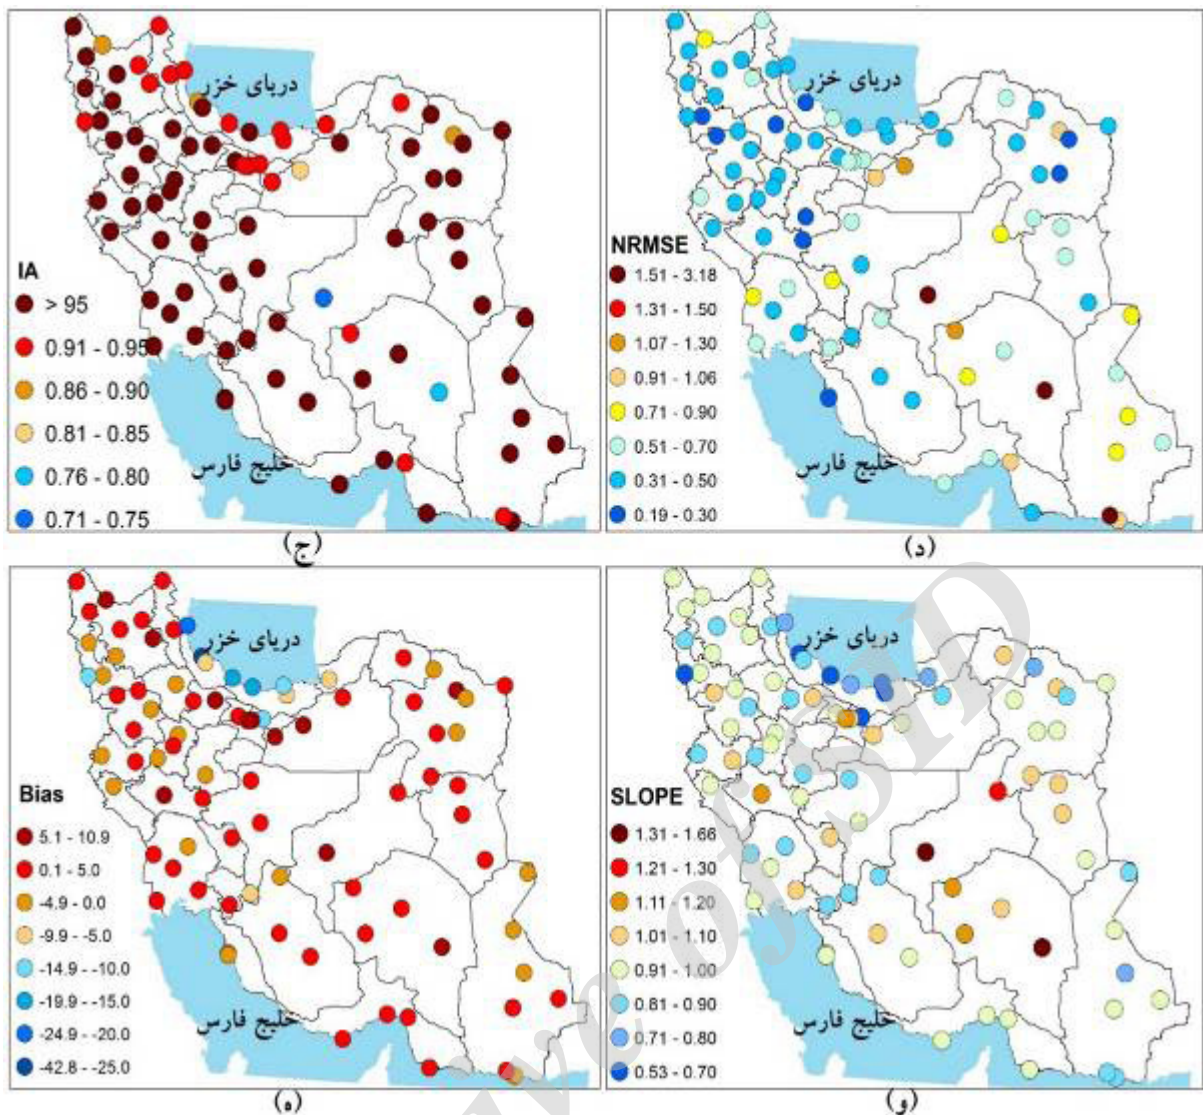 دریای خزر
IA
> 95
0.91 - 0.95
0.86 - 0.90
0.81 - 0.85
0.76 - 0.80
0.71 - 0.75
خلیج فارس
(ج)
دریای خزر
NRMSE
1.51 - 3.18
1.31 - 1.50
1.07 - 1.30
0.91 - 1.06
0.71 - 0.90
0.51 - 0.70
0.31 - 0.50
0.19 - 0.30
خلیج فارس
(د)
دریای خزر
Bias
5.1 - 10.9
0.1 - 5.0
-4.9 - 0.0
-9.9 - -5.0
-14.9 - -10.0
-19.9 - -15.0
-24.9 - -20.0
-42.8 - -25.0
خلیج فارس
(ه)
دریای خزر
SLOPE
1.31 - 1.66
1.21 - 1.30
1.11 - 1.20
1.01 - 1.10
0.91 - 1.00
0.81 - 0.90
0.71 - 0.80
0.53 - 0.70
خلیج فارس
(و)
ive of SID